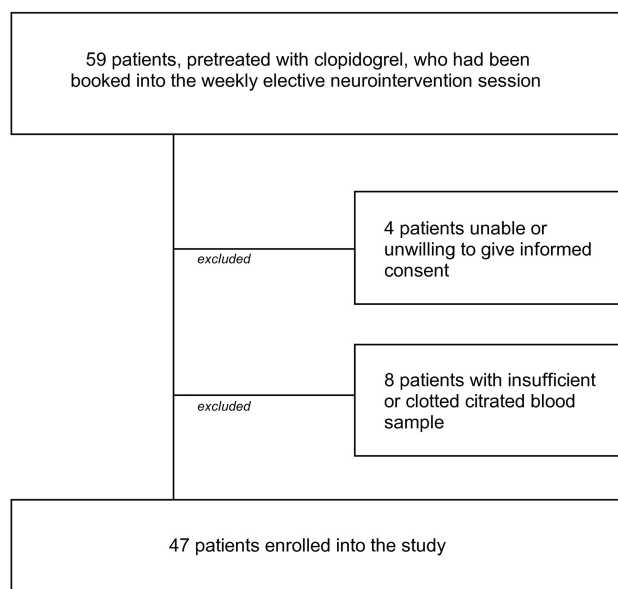 59 patients, pretreated with clopidogrel, who had been
booked into the weekly elective neurointervention session
4 patients unable or
unwilling to give informed
consent
excluded
8 patients with insufficient
or clotted citrated blood
sample
excluded
47 patients enrolled into the study